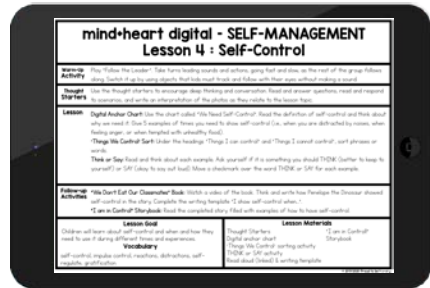 mind+heart digital - SELF-MANAGEMENT
Lesson 4 : Self-Control
Warm-Up
Activity
Play "Follow the Leader". Take turns leading sounds and actions, going fast and slow, as the rest of the group follows
along. Switch it up by using objects that kids must track and follow with their eyes without making a sound.
Thought
Starters
Use the thought starters to encourage deep thinking and conversation. Read and answer questions, read and respond
to scenarios, and write an interpretation of the photos as they relate to the lesson topic.
Lesson
Digital Anchor Chart: Use the chart called "We Need Self-Control". Read the definition of self-control and think about
why we need it. Give 5 examples of times you need to show self-control (i.e., when you are distracted by noises, when
feeling anger, or when tempted with unhealthy food).
"Things We Control" Sort: Under the headings "Things I can control" and "Things I cannot control", sort phrases or
words.
Think or Say: Read and think about each example. Ask yourself if it is something you should THINK (better to keep to
yourself) or SAY (okay to say out loud). Move a checkmark over the word THINK or SAY for each example.
Follow-up
Activities
"We Don't Eat Our Classmates" Book: Watch a video of the book. Think and write how Penelope the Dinosaur showed
self-control in the story. Complete the writing template "I show self-control when..."
"I am in Control" Storybook: Read the completed story filled with examples of how to have self-control.
Lesson Goal
Children will learn about self-control and when and how they
need to use it during different times and experiences.
Vocabulary
self-control, impulse control, reactions, distractions, self-
regulate, gratification
Lesson Materials
Thought Starters
Digital anchor chart
"Things We Control" sorting activity
THINK or SAY activity
Read aloud (linked) & writing template
"I am in Control"
Storybook